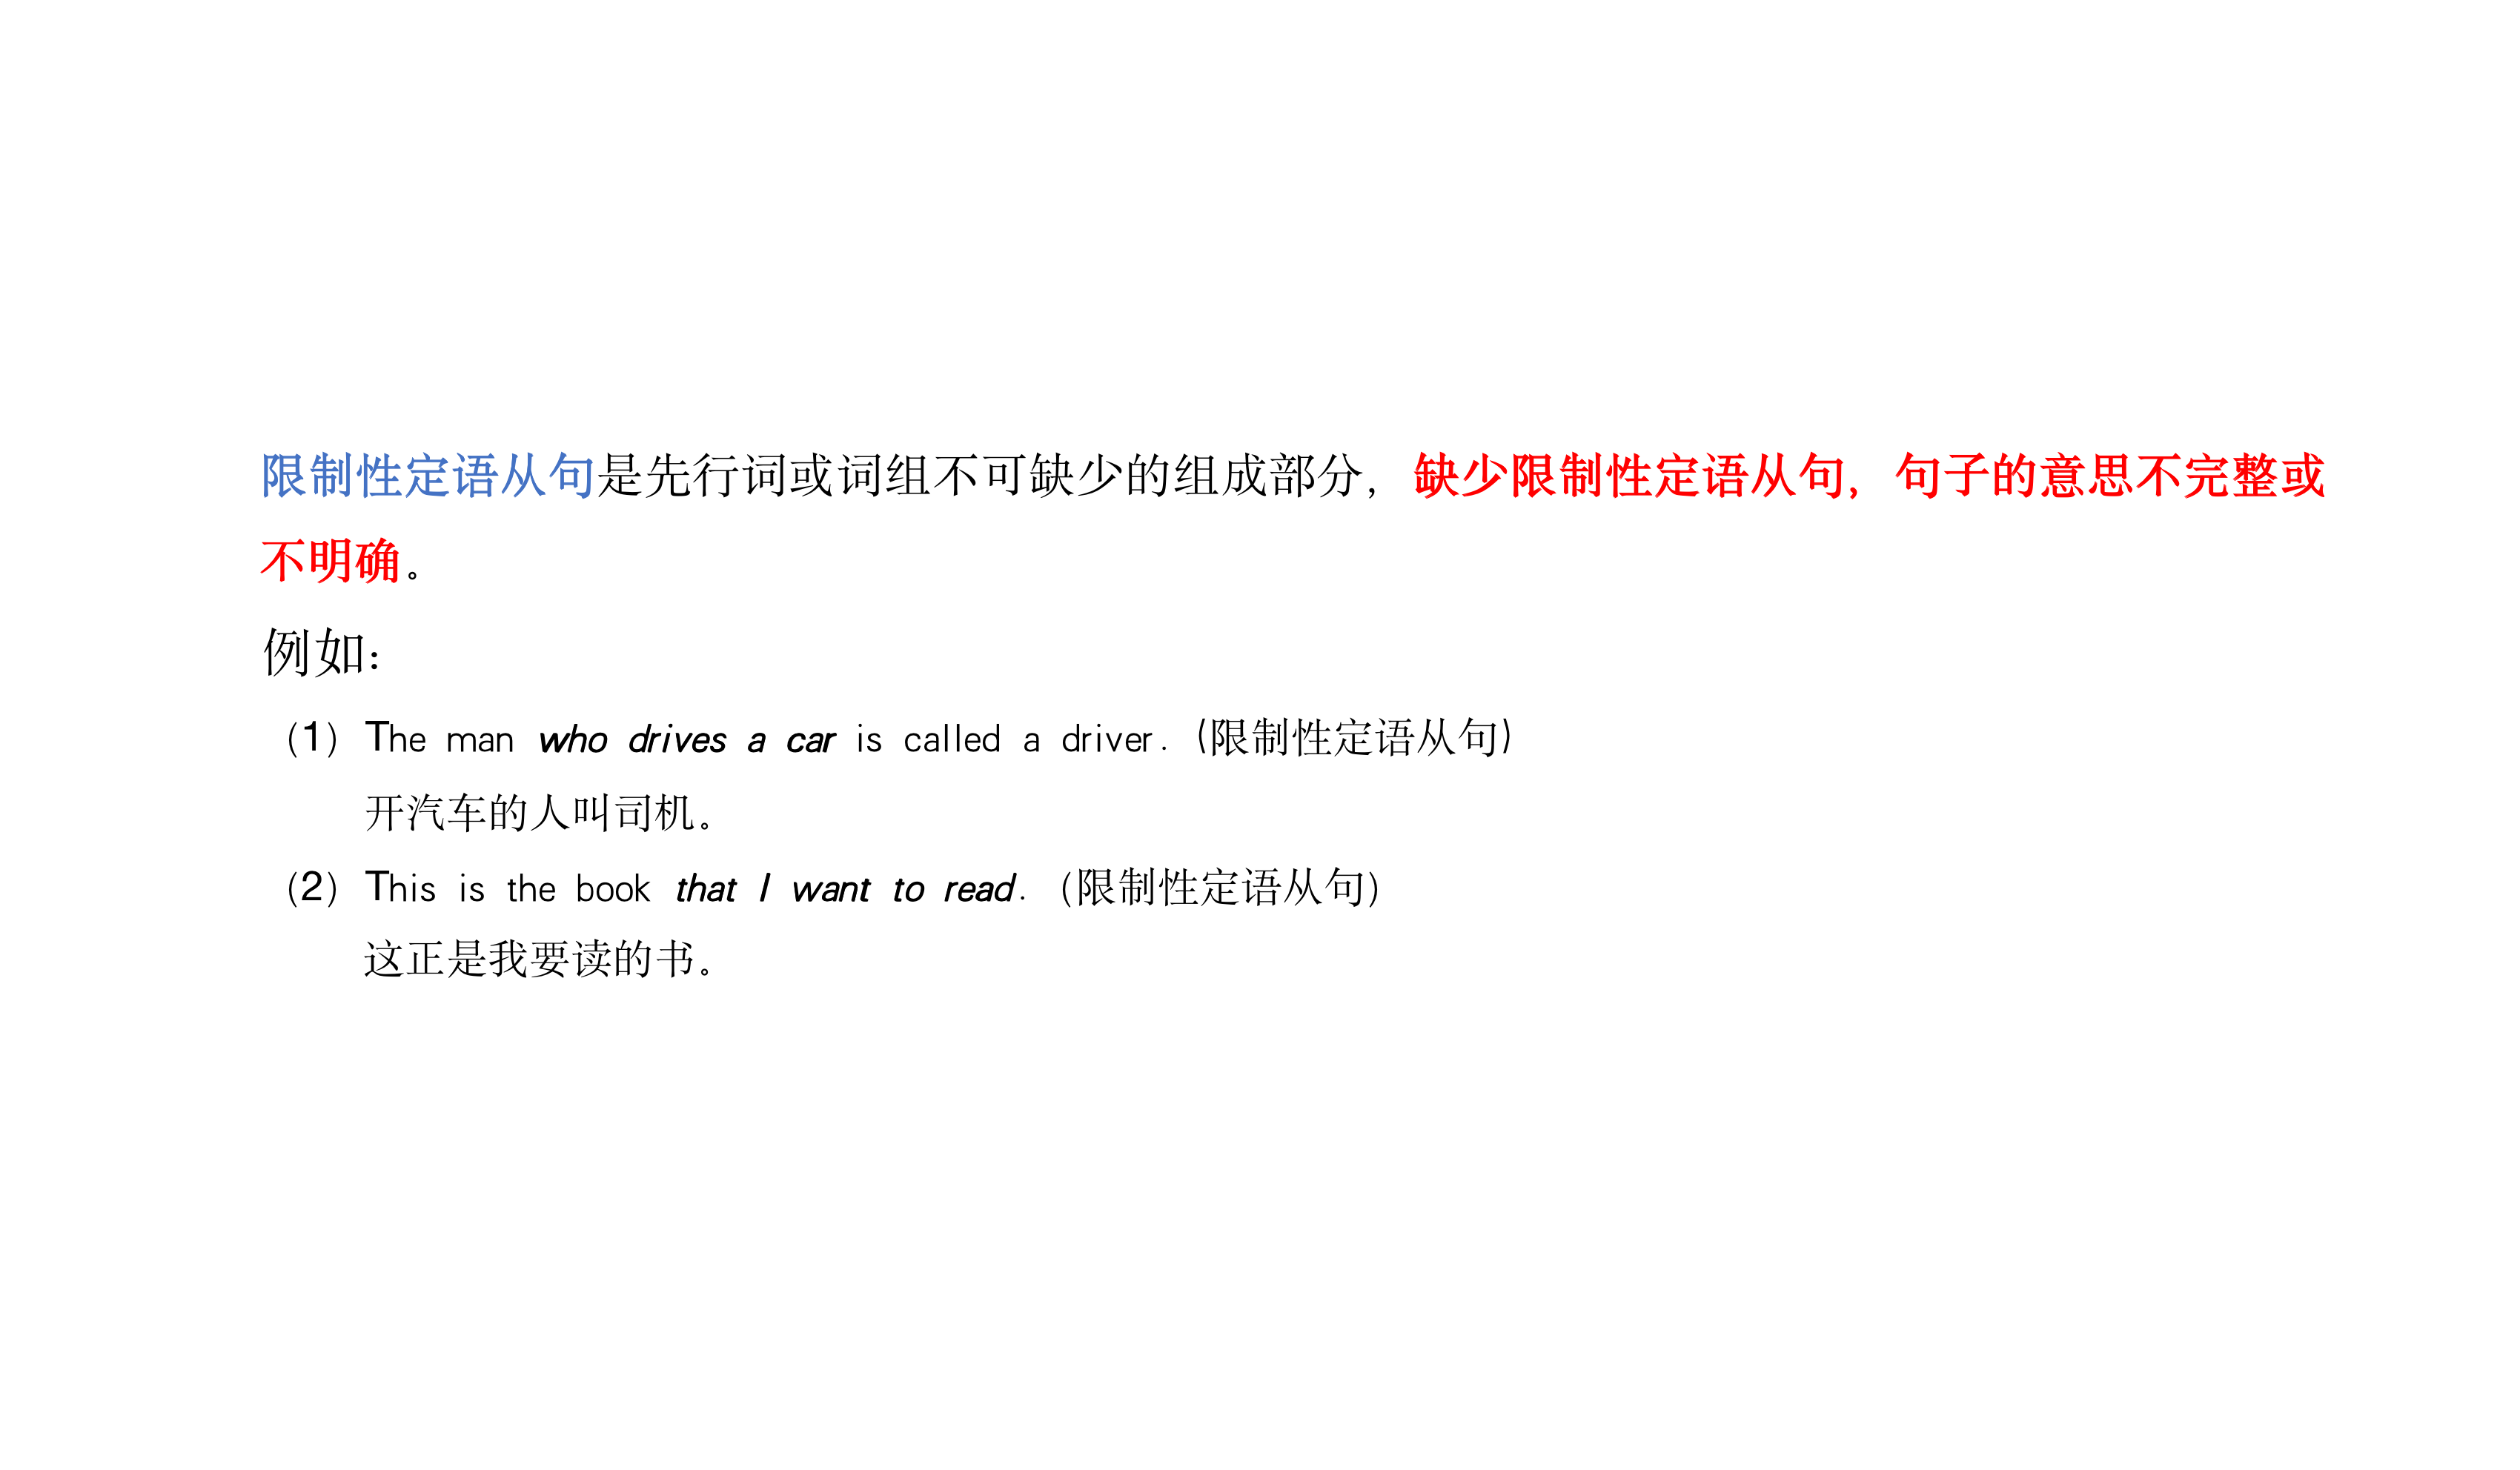 限制性定语从句是先行词或词组不可缺少的组成部分，缺少限制性定语从句，句子的意思不完整或
不明确。
例如：
（1）The man who drives a car is called a driver.（限制性定语从句）
开汽车的人叫司机。
（2）This is the book that I want to read.（限制性定语从句）
这正是我要读的书。